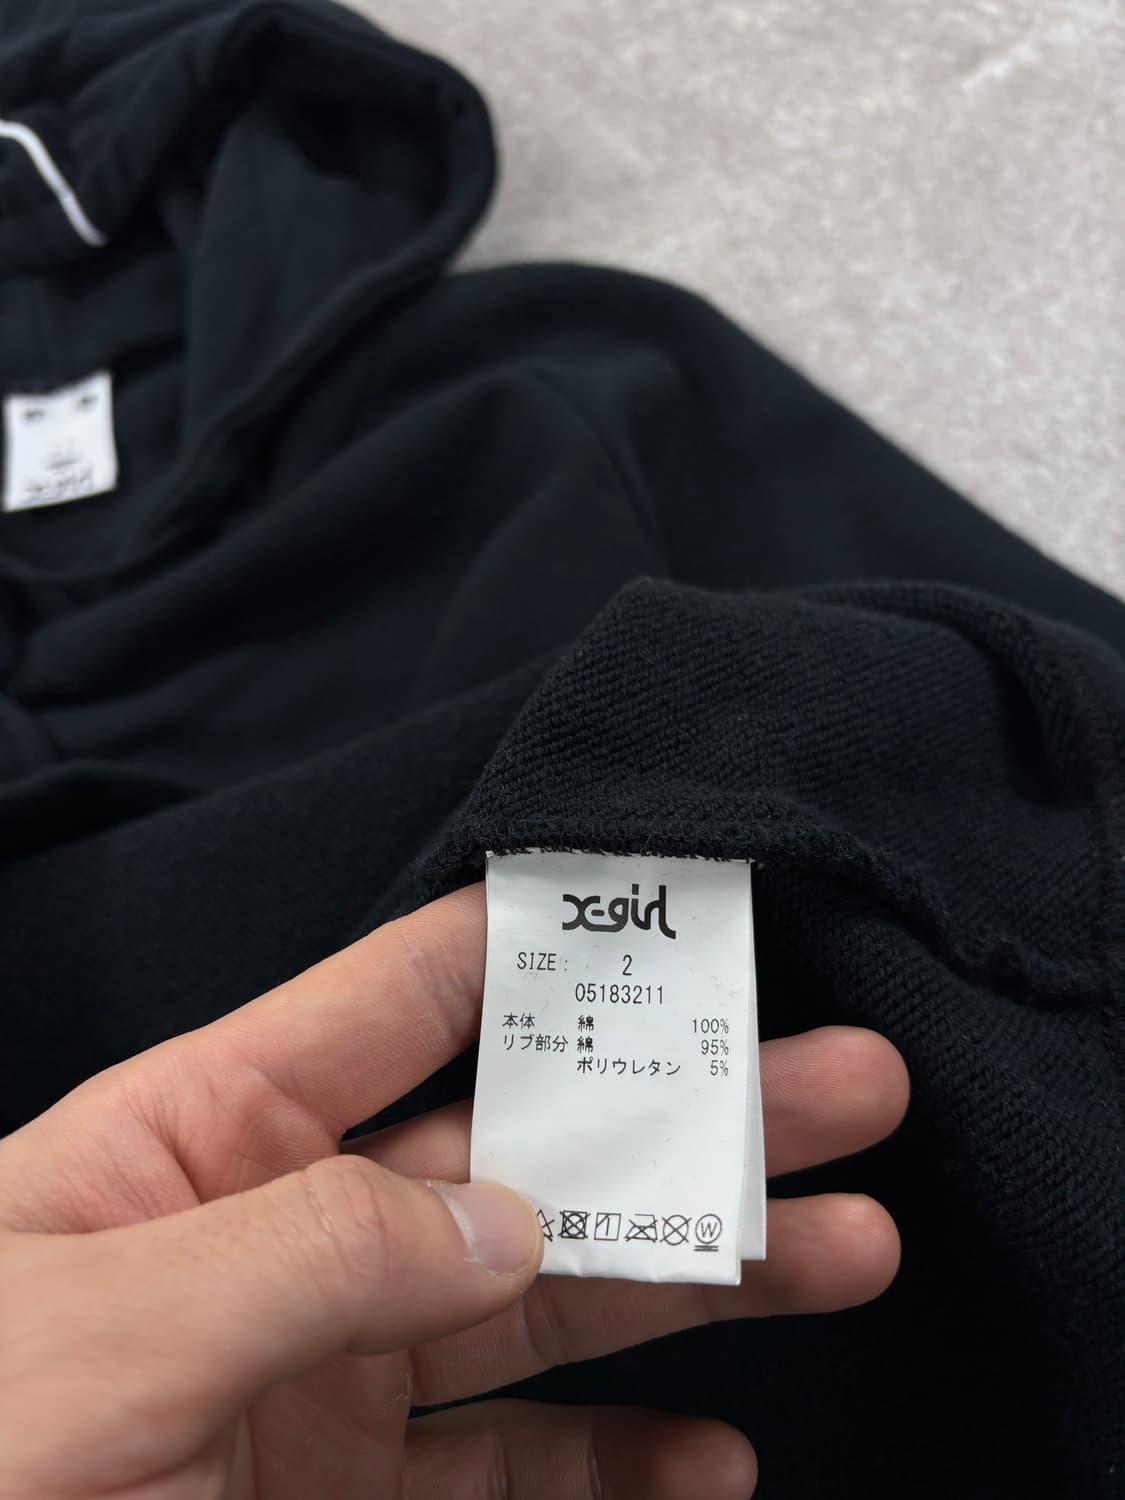 X-girl
X-girl
SIZE: 2
05183211
本体 綿 100%
リブ部分 綿 95%
ポリウレタン 5%
W